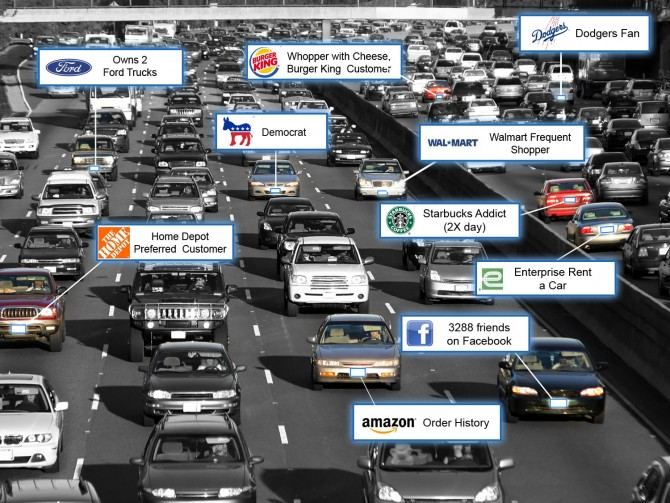 Ford
Owns 2
Ford Trucks
BURGER
KING
Whopper with Cheese,
Burger King Customer
Dodgers
Dodgers Fan
Democrat
WAL★MART
Walmart Frequent
Shopper
STARBUCKS
COFFEE
Starbucks Addict
(2X day)
THE
HOME
DEPOT
Home Depot
Preferred Customer
e
Enterprise Rent
a Car
f
3288 friends
on Facebook
amazon
Order History